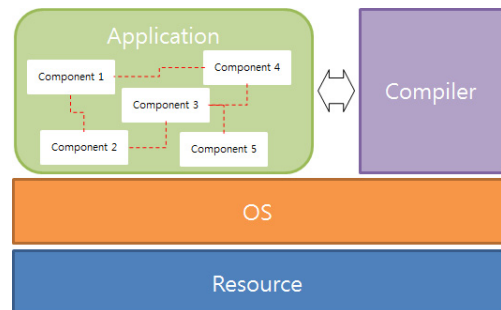 Application
Component 1
Component 4
Component 3
Component 2
Component 5
Compiler
OS
Resource